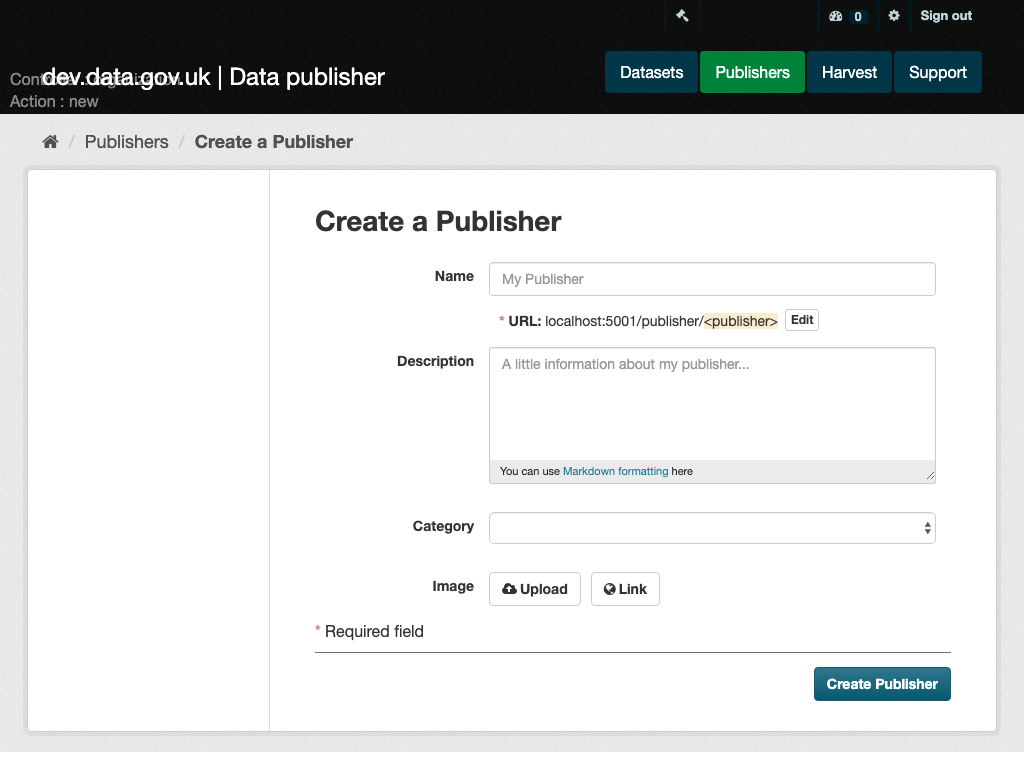 0 Sign out
dev.data.gov.uk | Data publisher
Action : new
Datasets Publishers Harvest Support
/ Publishers / Create a Publisher
Create a Publisher
Name My Publisher
* URL: localhost:5001/publisher/<publisher> Edit
Description A little information about my publisher...
You can use Markdown formatting here
Category
Image Upload Link
* Required field
Create Publisher